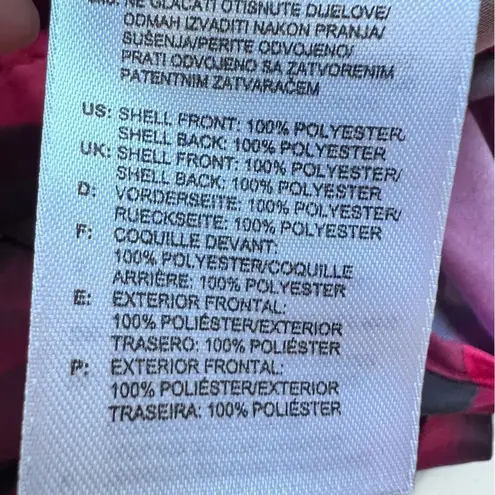 NE GLAČATI OTISNUTE DIJELOVE/
ODMAH IZVADITI NAKON PRANJA/
SUŠENJA/PERITE ODVOJENO/
PRATI ODVOJENO SA ZATVORENIM
PATENTNIM ZATVARAČEM
US: SHELL FRONT: 100% POLYESTER,
SHELL BACK: 100% POLYESTER
UK: SHELL FRONT: 100% POLYESTER/
SHELL BACK: 100% POLYESTER
D: VORDERSEITE: 100% POLYESTER/
RUECKSEITE: 100% POLYESTER
F: COQUILLE DEVANT:
100% POLYESTER/COQUILLE
ARRIÈRE: 100% POLYESTER
E: EXTERIOR FRONTAL:
100% POLIÉSTER/EXTERIOR
TRASERO: 100% POLIÉSTER
P: EXTERIOR FRONTAL:
100% POLIÉSTER/EXTERIOR
TRASEIRA: 100% POLIÉSTER